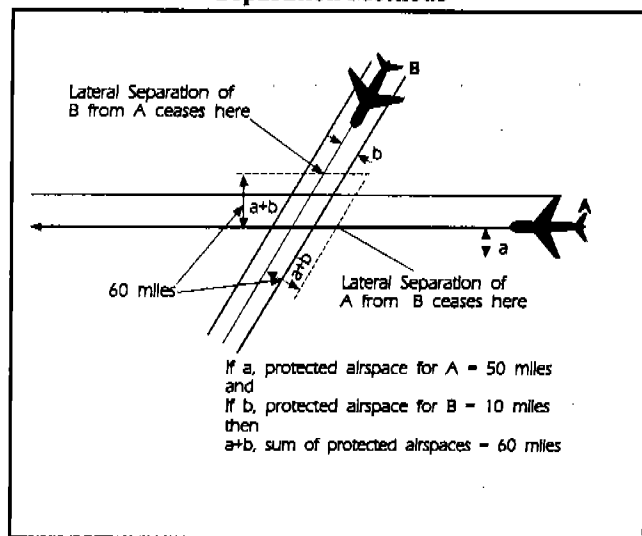 B
Lateral Separation of
B from A ceases here
b
a+b
A
a
a+b
60 miles
Lateral Separation of
A from B ceases here
If a, protected airspace for A = 50 miles
and
If b, protected airspace for B = 10 miles
then
a+b, sum of protected airspaces = 60 miles